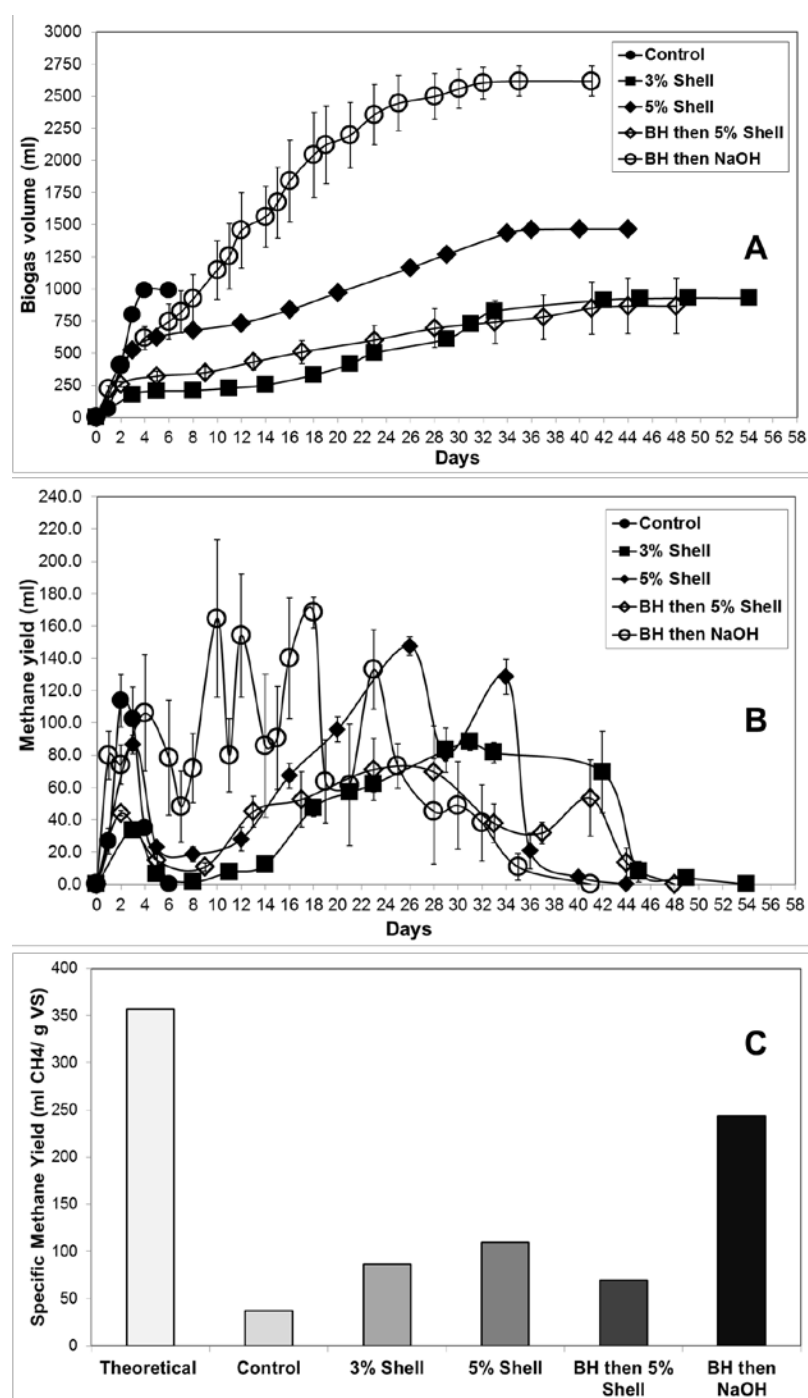 3000
2750
2500
2250
2000
1750
1500
1250
1000
750
500
250
0
Biogas volume (ml)
Control
3% Shell
5% Shell
BH then 5% Shell
BH then NaOH
A
0 2 4 6 8 10 12 14 16 18 20 22 24 26 28 30 31 34 36 38 40 42 44 46 48 50 52 54 56 58
Days
240.0
220.0
200.0
180.0
160.0
140.0
120.0
100.0
80.0
60.0
40.0
20.0
0.0
Methane yield (ml)
Control
3% Shell
5% Shell
BH then 5% Shell
BH then NaOH
B
0 2 4 6 8 10 12 14 16 18 20 22 24 26 28 30 32 34 36 38 40 42 44 46 48 50 52 54 56 58
Days
400
350
300
250
200
150
100
50
0
Specific Methane Yield (ml CH4/ g VS)
C
Theoretical Control 3% Shell 5% Shell BH then 5% BH then
Shell NaOH